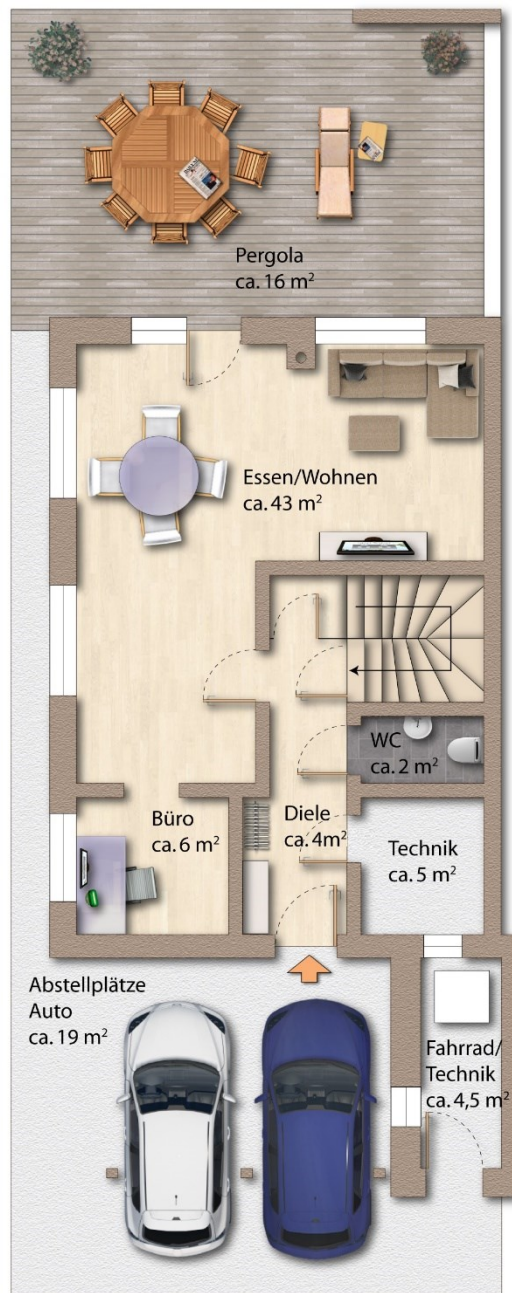 Pergola
ca. 16 m²
Essen/Wohnen
ca. 43 m²
WC
ca. 2 m²
Büro
ca. 6 m²
Diele
ca. 4m²
Technik
ca. 5 m²
Abstellplätze
Auto
ca. 19 m²
Fahrrad/
Technik
ca. 4,5 m²